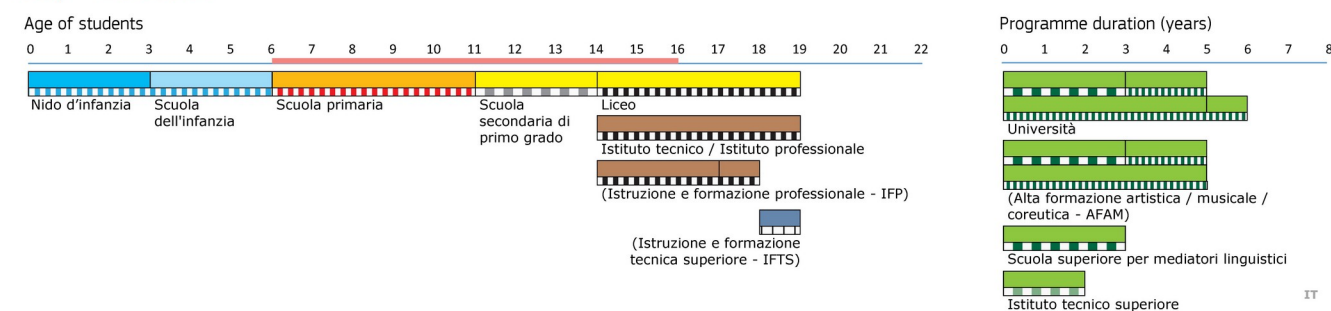 Age of students
0 1 2 3 4 5 6 7 8 9 10 11 12 13 14 15 16 17 18 19 20 21 22
Nido d'infanzia
Scuola
dell'infanzia
Scuola primaria
Scuola
secondaria di
primo grado
Liceo
Istituto tecnico / Istituto professionale
(Istruzione e formazione professionale - IFP)
(Istruzione e formazione
tecnica superiore - IFTS)
Programme duration (years)
0 1 2 3 4 5 6 7 8
Università
(Alta formazione artistica / musicale /
coreutica - AFAM)
Scuola superiore per mediatori linguistici
Istituto tecnico superiore
IT